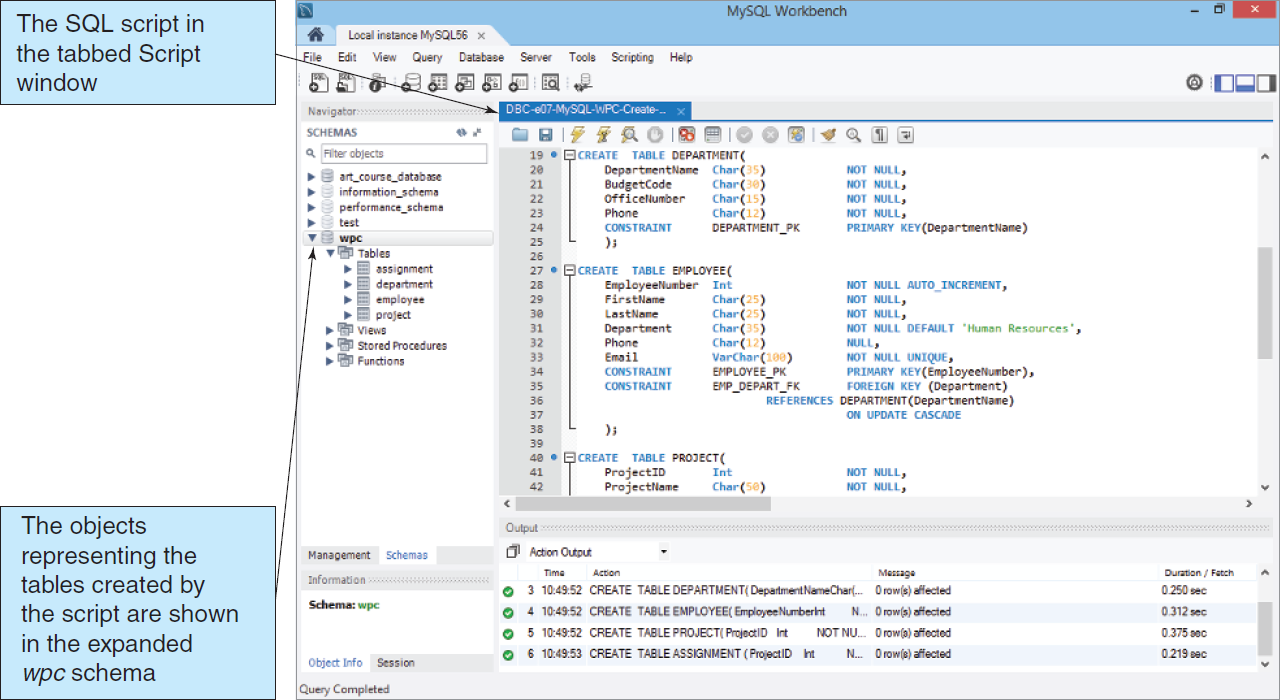 The SQL script in
the tabbed Script
window
The objects
representing the
tables created by
the script are shown
in the expanded
wpc schema
MySQL Workbench
Local instance MySQL56
File Edit View Query Database Server Tools Scripting Help
Navigator
SCHEMAS
Filter objects
art_course_database
information_schema
performance_schema
test
wpc
Tables
assignment
department
employee
project
Views
Stored Procedures
Functions
Management Schemas
Information
Schema: wpc
Object Info Session
DBC-e07-MySQL-WPC-Create-...
19 CREATE TABLE DEPARTMENT(
20 DepartmentName Char(35) NOT NULL,
21 BudgetCode Char(30) NOT NULL,
22 OfficeNumber Char(15) NOT NULL,
23 Phone Char(12) NOT NULL,
24 CONSTRAINT DEPARTMENT_PK PRIMARY KEY(DepartmentName)
25 );
26
27 CREATE TABLE EMPLOYEE(
28 EmployeeNumber Int NOT NULL AUTO_INCREMENT,
29 FirstName Char(25) NOT NULL,
30 LastName Char(25) NOT NULL,
31 Department Char(35) NOT NULL DEFAULT 'Human Resources',
32 Phone Char(12) NULL,
33 Email VarChar(100) NOT NULL UNIQUE,
34 CONSTRAINT EMPLOYEE_PK PRIMARY KEY(EmployeeNumber),
35 CONSTRAINT EMP_DEPART_FK FOREIGN KEY (Department)
36 REFERENCES DEPARTMENT(DepartmentName)
37 ON UPDATE CASCADE
38 );
39
40 CREATE TABLE PROJECT(
41 ProjectID Int NOT NULL,
42 ProjectName Char(50) NOT NULL,
Output
Action Output
Time Action Message Duration / Fetch
3 10:49:52 CREATE TABLE DEPARTMENT( DepartmentNameChar(... 0 row(s) affected 0.250 sec
4 10:49:52 CREATE TABLE EMPLOYEE( EmployeeNumberInt N... 0 row(s) affected 0.312 sec
5 10:49:52 CREATE TABLE PROJECT( ProjectID Int NOT NU... 0 row(s) affected 0.375 sec
6 10:49:53 CREATE TABLE ASSIGNMENT ( ProjectID Int N... 0 row(s) affected 0.219 sec
Query Completed